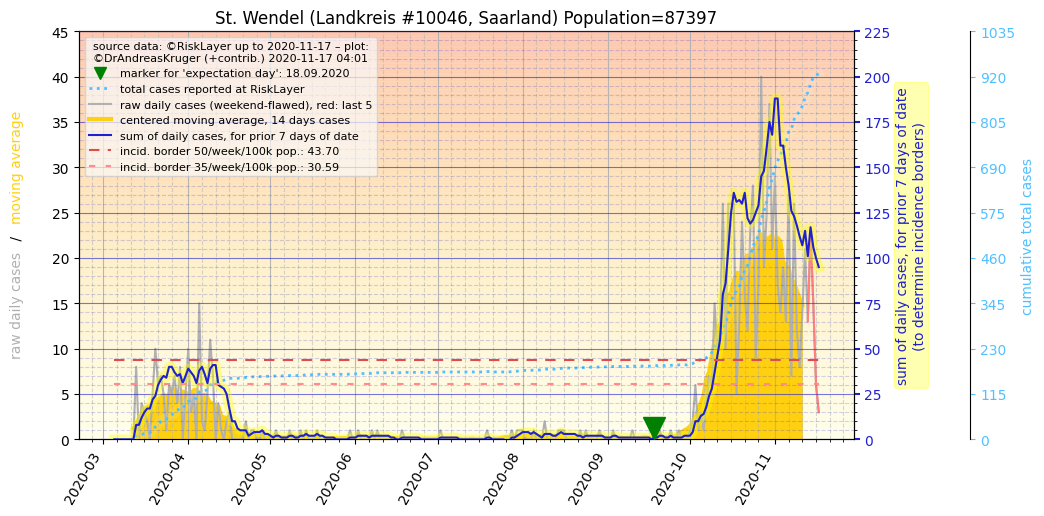 St. Wendel (Landkreis #10046, Saarland) Population=87397
source data: ©RiskLayer up to 2020-11-17 – plot:
©DrAndreasKruger (+contrib.) 2020-11-17 04:01
marker for 'expectation day': 18.09.2020
total cases reported at RiskLayer
raw daily cases (weekend-flawed), red: last 5
centered moving average, 14 days cases
sum of daily cases, for prior 7 days of date
incid. border 50/week/100k pop.: 43.70
incid. border 35/week/100k pop.: 30.59
raw daily cases / moving average
45
40
35
30
25
20
15
10
5
0
2020-03
2020-04
2020-05
2020-06
2020-07
2020-08
2020-09
2020-10
2020-11
225
200
175
150
125
100
75
50
25
0
sum of daily cases, for prior 7 days of date
(to determine incidence borders)
1035
920
805
690
575
460
345
230
115
0
cumulative total cases